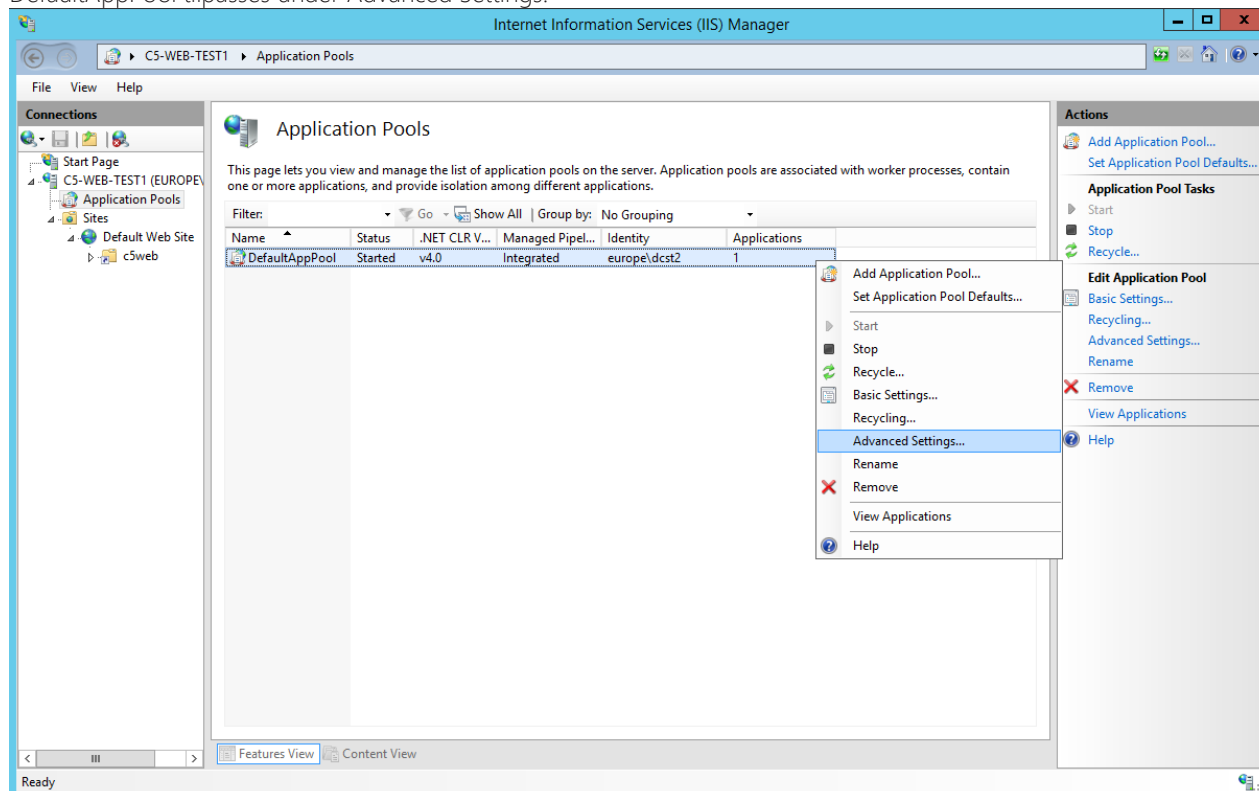 DefaultAppPool tilpasses under Advanced Settings.
Internet Information Services (IIS) Manager
C5-WEB-TEST1 Application Pools
File View Help
Connections
Start Page
C5-WEB-TEST1 (EUROPE\
Application Pools
Sites
Default Web Site
c5web
Application Pools
This page lets you view and manage the list of application pools on the server. Application pools are associated with worker processes, contain
one or more applications, and provide isolation among different applications.
Filter: Go Show All Group by: No Grouping
Name Status .NET CLR V... Managed Pipel... Identity Applications
DefaultAppPool Started v4.0 Integrated europe\dcst2 1
Add Application Pool...
Set Application Pool Defaults...
Start
Stop
Recycle...
Basic Settings...
Recycling...
Advanced Settings...
Rename
Remove
View Applications
Help
Actions
Add Application Pool...
Set Application Pool Defaults...
Application Pool Tasks
Start
Stop
Recycle...
Edit Application Pool
Basic Settings...
Recycling...
Advanced Settings...
Rename
Remove
View Applications
Help
Features View Content View
Ready